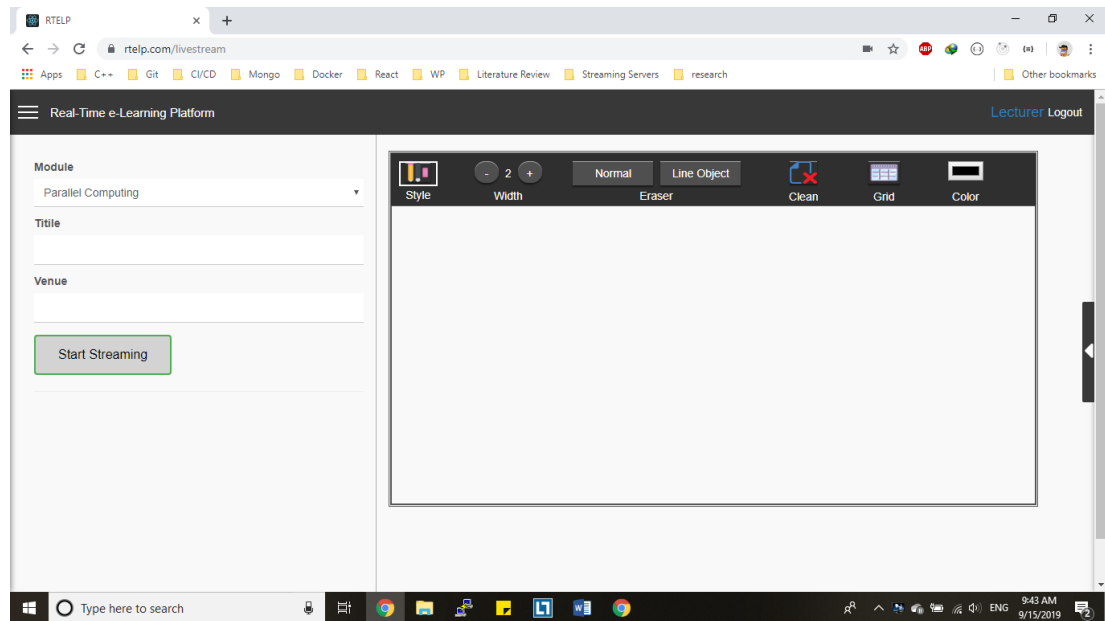 RTELP
rtelp.com/livestream
ABP
Apps C++ Git CI/CD Mongo Docker React WP Literature Review Streaming Servers research Other bookmarks
Real-Time e-Learning Platform Lecturer Logout
Module
Parallel Computing
Titile
Venue
Start Streaming
- 2 + Normal Line Object
Style Width Eraser Clean Grid Color
Type here to search
ENG
9:43 AM
9/15/2019
2